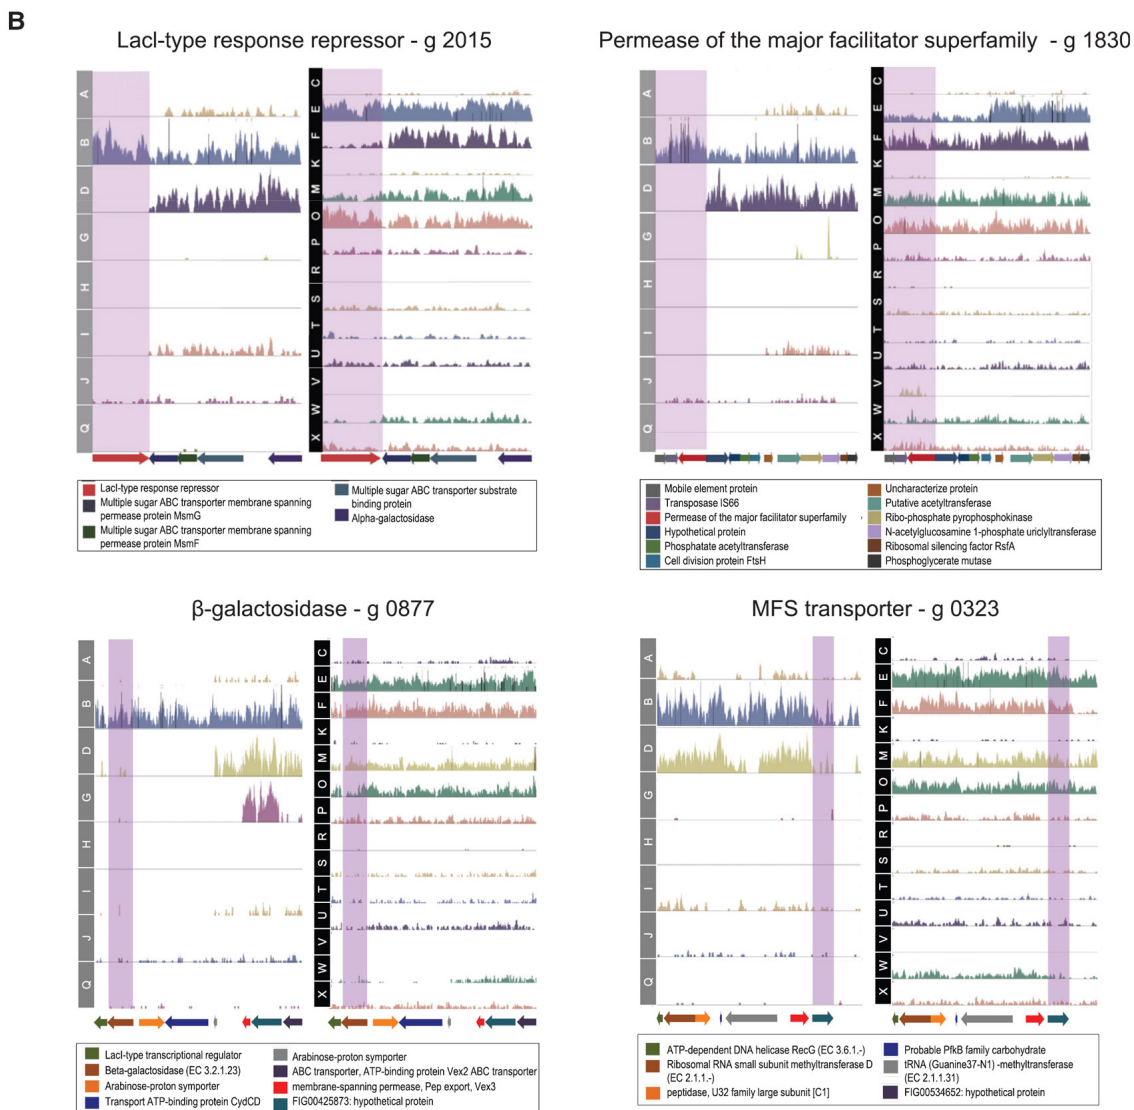 B
LacI-type response repressor - g 2015
Permease of the major facilitator superfamily - g 1830
A
B
D
G
H
I
J
Q
C
E
F
K
M
O
P
R
S
T
U
V
W
X
A
B
D
G
H
I
J
Q
C
E
F
K
M
O
P
R
S
T
U
V
W
X
LacI-type response repressor
Multiple sugar ABC transporter membrane spanning
permease protein MsmG
Multiple sugar ABC transporter membrane spanning
permease protein MsmF
Multiple sugar ABC transporter substrate
binding protein
Alpha-galactosidase
Mobile element protein
Transposase IS66
Permease of the major facilitator superfamily
Hypothetical protein
Phosphatate acetyltransferase
Cell division protein FtsH
Uncharacterize protein
Putative acetyltransferase
Ribo-phosphate pyrophosphokinase
N-acetylglucosamine 1-phosphate uriclyltransferase
Ribosomal silencing factor RsfA
Phosphoglycerate mutase
β-galactosidase - g 0877
MFS transporter - g 0323
A
B
D
G
H
I
J
Q
C
E
F
K
M
O
P
R
S
T
U
V
W
X
A
B
D
G
H
I
J
Q
C
E
F
K
M
O
P
R
S
T
U
V
W
X
LacI-type transcriptional regulator
Beta-galactosidase (EC 3.2.1.23)
Arabinose-proton symporter
Transport ATP-binding protein CydCD
Arabinose-proton symporter
ABC transporter, ATP-binding protein Vex2 ABC transporter
membrane-spanning permease, Pep export, Vex3
FIG00425873: hypothetical protein
ATP-dependent DNA helicase RecG (EC 3.6.1.-)
Ribosomal RNA small subunit methyltransferase D
(EC 2.1.1.-)
peptidase, U32 family large subunit [C1]
Probable PfkB family carbohydrate
tRNA (Guanine37-N1) -methyltransferase
(EC 2.1.1.31)
FIG00534652: hypothetical protein